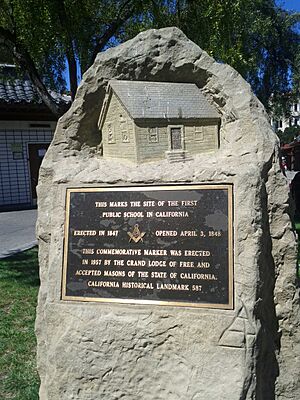 THIS MARKS THE SITE OF THE FIRST
PUBLIC SCHOOL IN CALIFORNIA
ERECTED IN 1847 OPENED APRIL 3, 1848
THIS COMMEMORATIVE MARKER WAS ERECTED
IN 1957 BY THE GRAND LODGE OF FREE AND
ACCEPTED MASONS OF THE STATE OF CALIFORNIA.
CALIFORNIA HISTORICAL LANDMARK 587